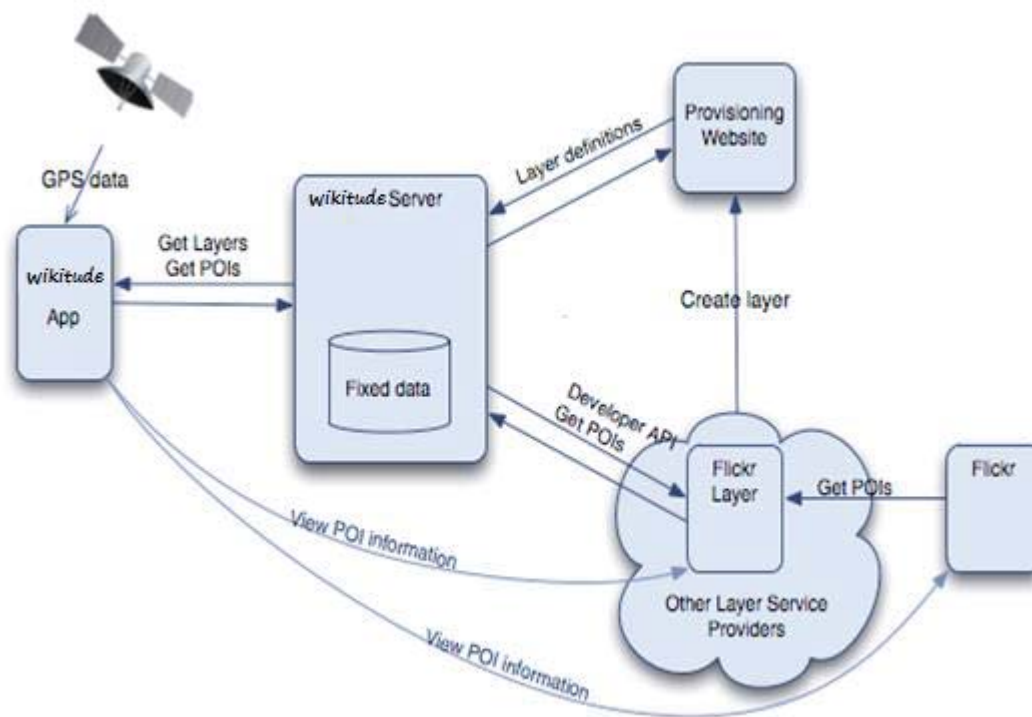 GPS data
wikitude
App
Get Layers
Get POIs
wikitude Server
Fixed data
Layer definitions
Provisioning
Website
Create layer
Developer API
Get POIs
Flickr
Layer
Get POIs
Flickr
Other Layer Service
Providers
View POI information
View POI information